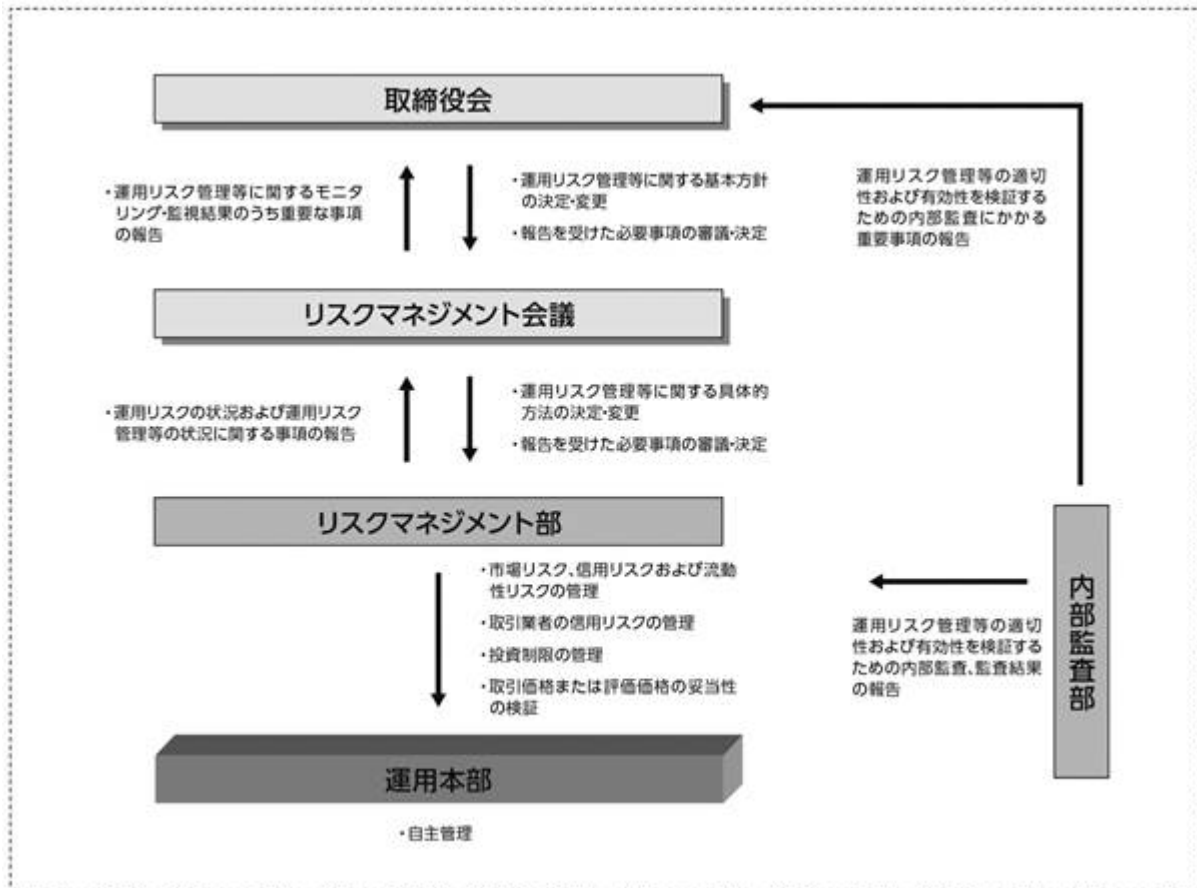 取締役会
・運用リスク管理等に関するモニタ
リング・監視結果のうち重要な事項
の報告
・運用リスク管理等に関する基本方針
の決定・変更
・報告を受けた必要事項の審議・決定
運用リスク管理等の適切
性および有効性を検証す
るための内部監査にかかる
重要事項の報告
リスクマネジメント会議
・運用リスクの状況および運用リスク
管理等の状況に関する事項の報告
・運用リスク管理等に関する具体的
方法の決定・変更
・報告を受けた必要事項の審議・決定
リスクマネジメント部
・市場リスク、信用リスクおよび流動
性リスクの管理
・取引業者の信用リスクの管理
・投資制限の管理
・取引価格または評価価格の妥当性
の検証
運用リスク管理等の適切
性および有効性を検証する
ための内部監査、監査結果
の報告
内部監査部
運用本部
・自主管理